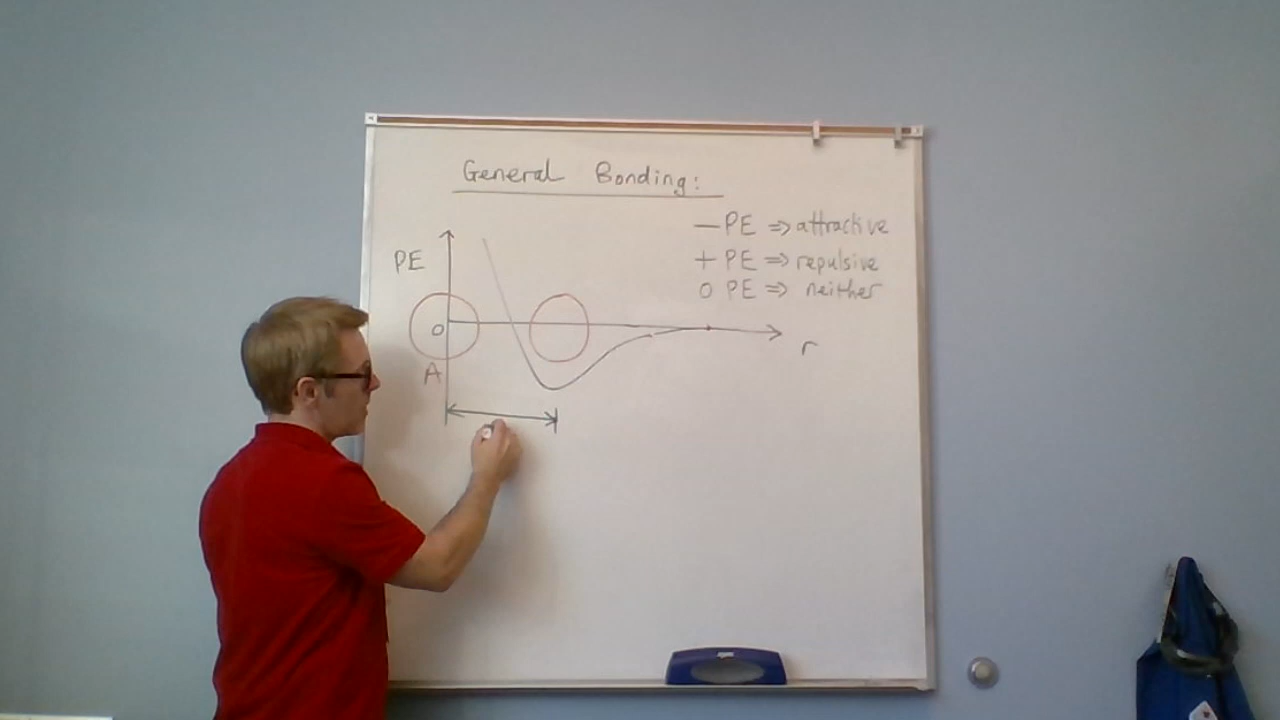 General Bonding:
— PE ⇒ attractive
+ PE ⇒ repulsive
0 PE ⇒ neither
PE
0
r
A